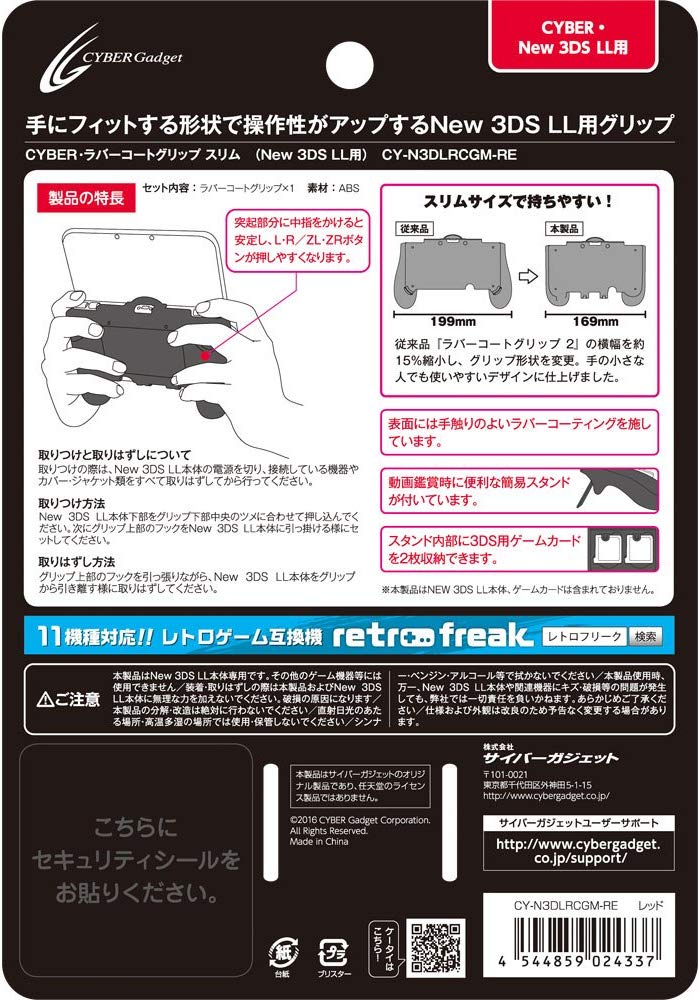 CYBER Gadget
CYBER・
New 3DS LL用
手にフィットする形状で操作性がアップするNew 3DS LL用グリップ
CYBER・ラバーコートグリップ スリム （New 3DS LL用） CY-N3DLRCGM-RE
製品の特長
セット内容：ラバーコートグリップ×1 素材：ABS
突起部分に中指をかけると
安定し、L・R／ZL・ZRボタ
ンが押しやすくなります。
取りつけと取りはずしについて
取りつけの際は、New 3DS LL本体の電源を切り、接続している機器や
カバー・ジャケット類をすべて取りはずしてから行ってください。
取りつけ方法
New 3DS LL本体下部をグリップ下部中央のツメに合わせて押し込んでく
ださい。次にグリップ上部のフックをNew 3DS LL本体に引っ掛ける様にセ
ットしてください。
取りはずし方法
グリップ上部のフックを引っ張りながら、New 3DS LL本体をグリップ
から引き離す様に取りはずしてください。
スリムサイズで持ちやすい！
従来品
本製品
199mm
169mm
従来品『ラバーコートグリップ 2』の横幅を約
15％縮小し、グリップ形状を変更。手の小さな
人でも使いやすいデザインに仕上げました。
表面には手触りのよいラバーコーティングを施し
ています。
動画鑑賞時に便利な簡易スタンド
が付いています。
スタンド内部に3DS用ゲームカード
を2枚収納できます。
※本製品はNEW 3DS LL本体、ゲームカードは含まれておりません。
11機種対応!! レトロゲーム互換機 retro freak レトロフリーク 検索
ご注意
本製品はNew 3DS LL本体専用です。その他のゲーム機器等には
使用できません／装着・取りはずしの際は本製品およびNew 3DS
LL本体に無理な力を加えないでください。破損の原因になります／
本製品の分解・改造は絶対に行わないでください／直射日光のあた
る場所・高温多湿の場所では使用・保管しないでください／シンナ
ー・ベンジン・アルコール等で拭かないでください／本製品使用時、
万一、New 3DS LL本体や関連機器にキズ・破損等の問題が発生
しても、弊社では一切責任を負いかねます。あらかじめご了承くだ
さい／仕様および外観は改良のため予告なく変更する場合があり
ます。
こちらに
セキュリティシールを
お貼りください。
本製品はサイバーガジェットのオリジ
ナル製品であり、任天堂のライセン
ス製品ではありません。
©2016 CYBER Gadget Corporation.
All Rights Reserved.
Made in China
株式会社
サイバーガジェット
〒101-0021
東京都千代田区外神田5-1-15
http://www.cybergadget.co.jp/
サイバーガジェットユーザーサポート
http://www.cybergadget.
co.jp/support/
紙
台紙
プラ
ブリスター
ケータイは
こちら！
CY-N3DLRCGM-RE レッド
4 544859 024337